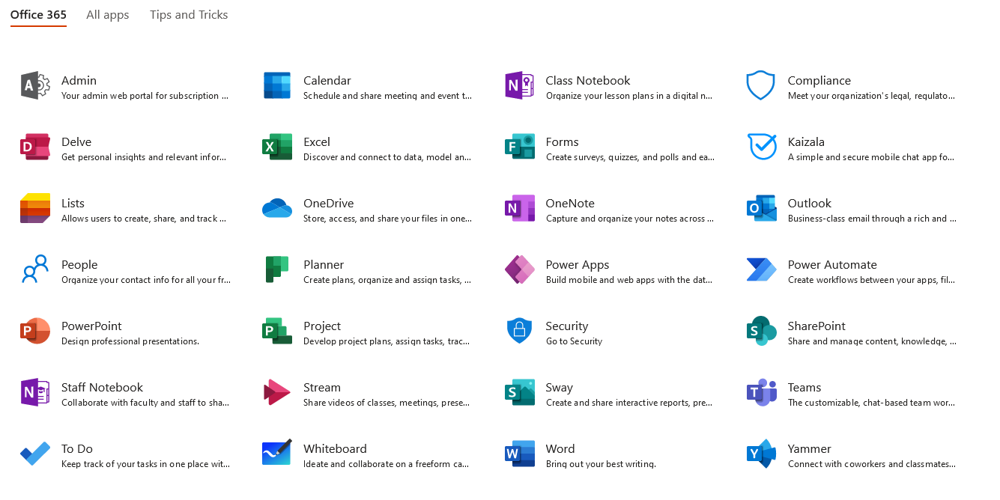 Office 365 All apps Tips and Tricks
A Admin
Your admin web portal for subscription ...
Calendar
Schedule and share meeting and event t...
N Class Notebook
Organize your lesson plans in a digital n...
Compliance
Meet your organization's legal, regulato...
D Delve
Get personal insights and relevant infor...
X Excel
Discover and connect to data, model an...
F Forms
Create surveys, quizzes, and polls and ea...
Kaizala
A simple and secure mobile chat app fo...
Lists
Allows users to create, share, and track ...
OneDrive
Store, access, and share your files in one...
N OneNote
Capture and organize your notes across ...
O Outlook
Business-class email through a rich and ...
People
Organize your contact info for all your fr...
Planner
Create plans, organize and assign tasks, ...
Power Apps
Build mobile and web apps with the dat...
Power Automate
Create workflows between your apps, fil...
P PowerPoint
Design professional presentations.
P Project
Develop project plans, assign tasks, trac...
Security
Go to Security
S SharePoint
Share and manage content, knowledge, ...
N Staff Notebook
Collaborate with faculty and staff to sha...
Stream
Share videos of classes, meetings, prese...
S Sway
Create and share interactive reports, pre...
T Teams
The customizable, chat-based team wor...
To Do
Keep track of your tasks in one place wit...
Whiteboard
Ideate and collaborate on a freeform ca...
W Word
Bring out your best writing.
Y Yammer
Connect with coworkers and classmates...